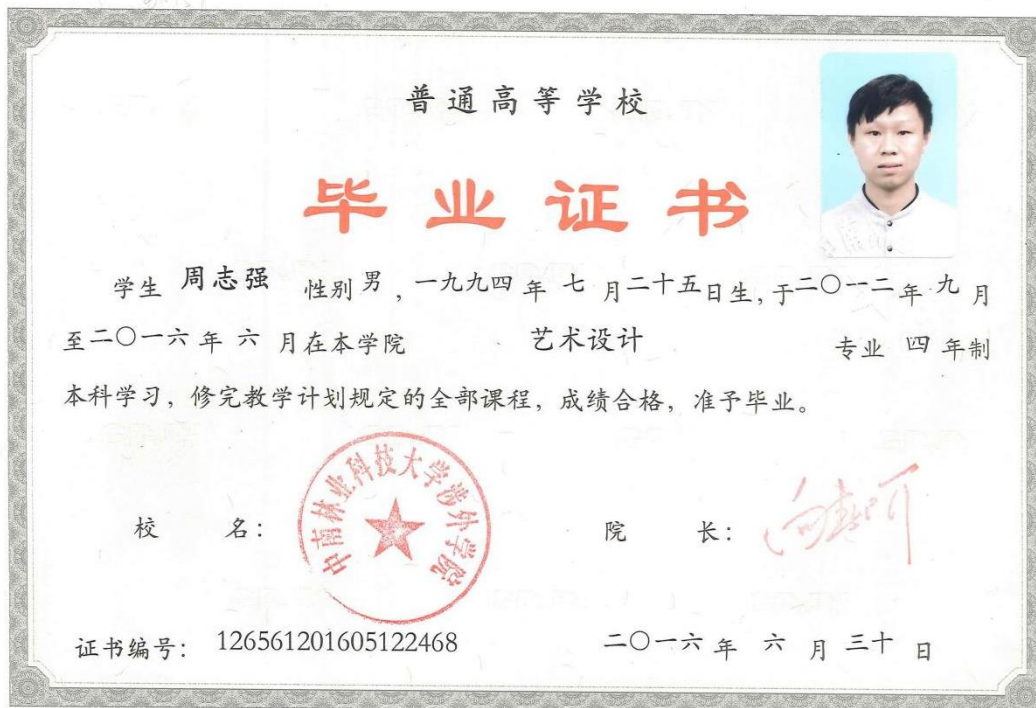 普通高等学校
毕业证书
学生 周志强 性别 男，一九九四 年 七 月二十五日生，于二〇一二年 九 月
至二〇一六 年 六 月在本学院 艺术设计 专业 四 年制
本科学习，修完教学计划规定的全部课程，成绩合格，准予毕业。
中南林业科技大学涉外学院
校 名： 院 长：
证书编号： 126561201605122468 二〇一六 年 六 月 三十 日